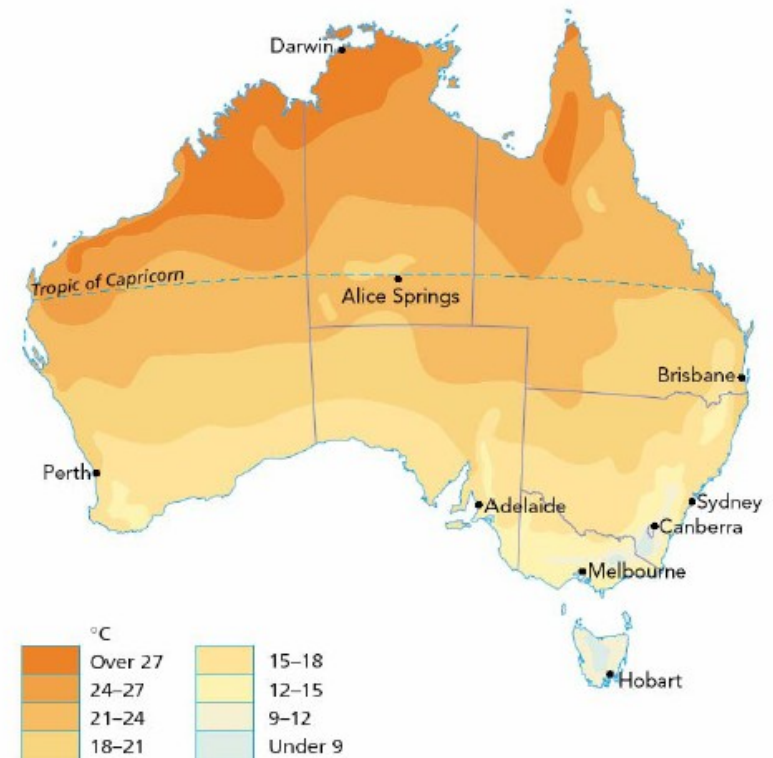 Darwin
Tropic of Capricorn
Alice Springs
Brisbane
Perth
Adelaide
Sydney
Canberra
Melbourne
Hobart
°C
Over 27
24–27
21–24
18–21
15–18
12–15
9–12
Under 9